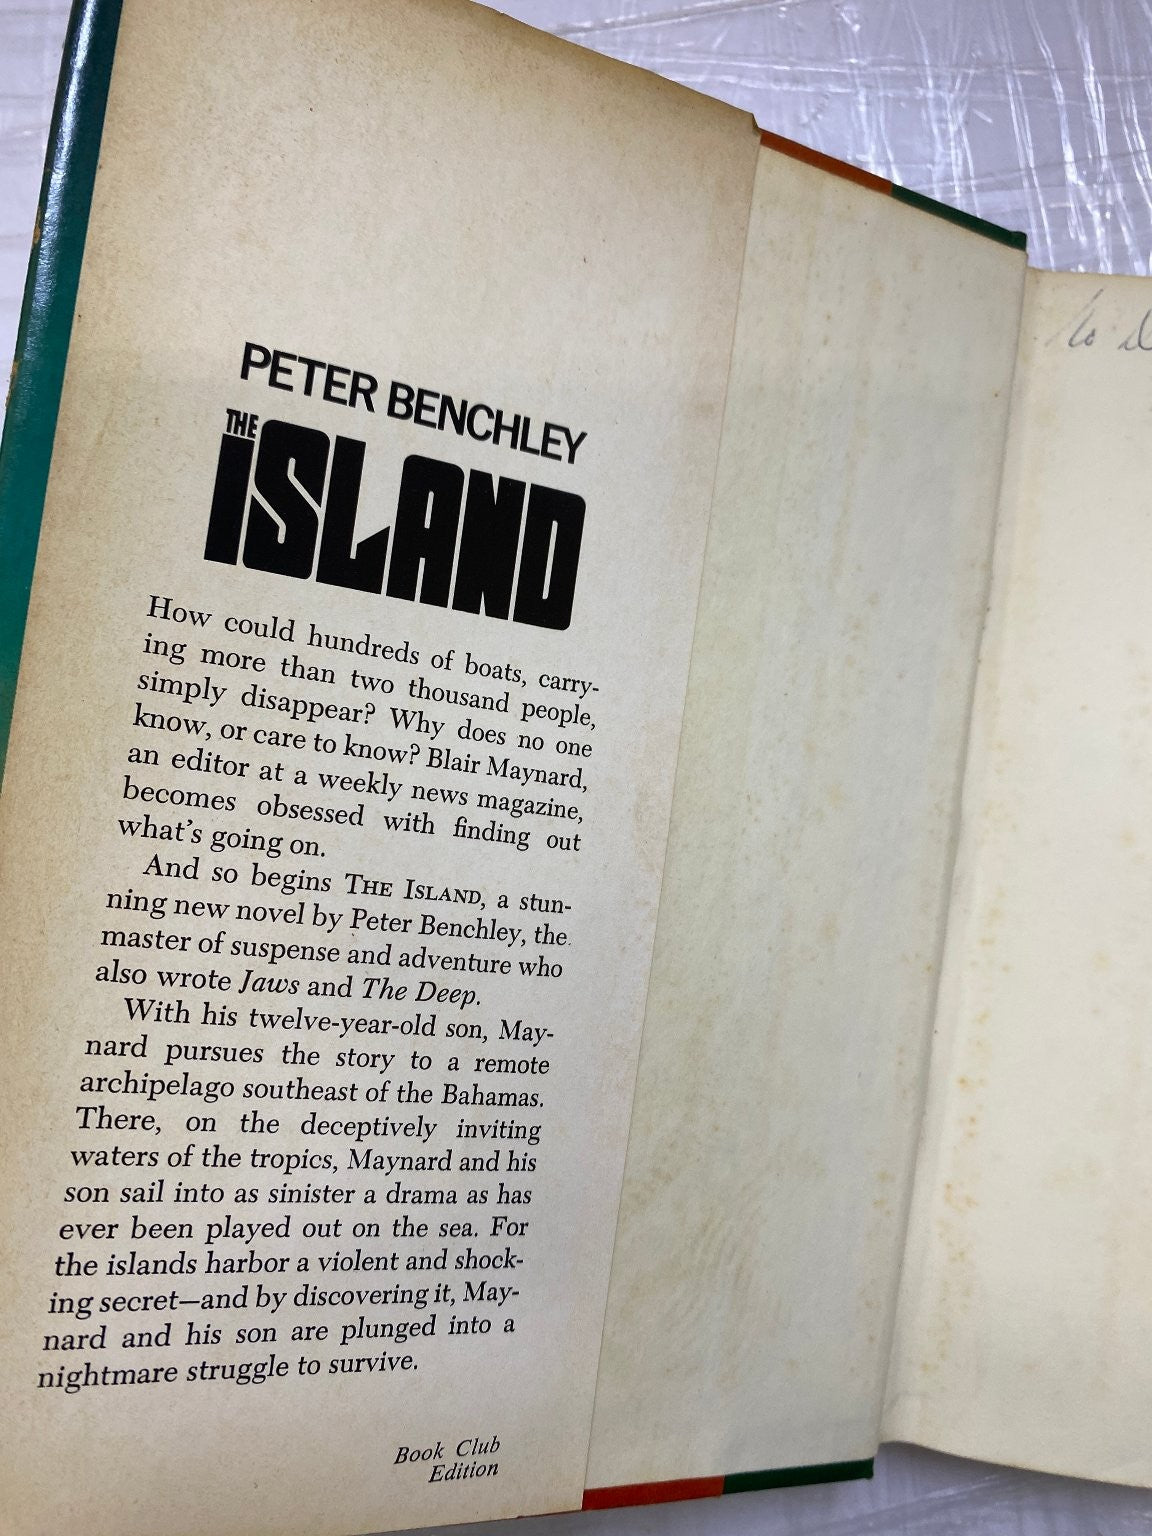 PETER BENCHLEY
THE
ISLAND
How could hundreds of boats, carry-
ing more than two thousand people,
simply disappear? Why does no one
know, or care to know? Blair Maynard,
an editor at a weekly news magazine,
becomes obsessed with finding out
what's going on.
And so begins THE ISLAND, a stun-
ning new novel by Peter Benchley, the
master of suspense and adventure who
also wrote Jaws and The Deep.
With his twelve-year-old son, May-
nard pursues the story to a remote
archipelago southeast of the Bahamas.
There, on the deceptively inviting
waters of the tropics, Maynard and his
son sail into as sinister a drama as has
ever been played out on the sea. For
the islands harbor a violent and shock-
ing secret—and by discovering it, May-
nard and his son are plunged into a
nightmare struggle to survive.
Book Club
Edition